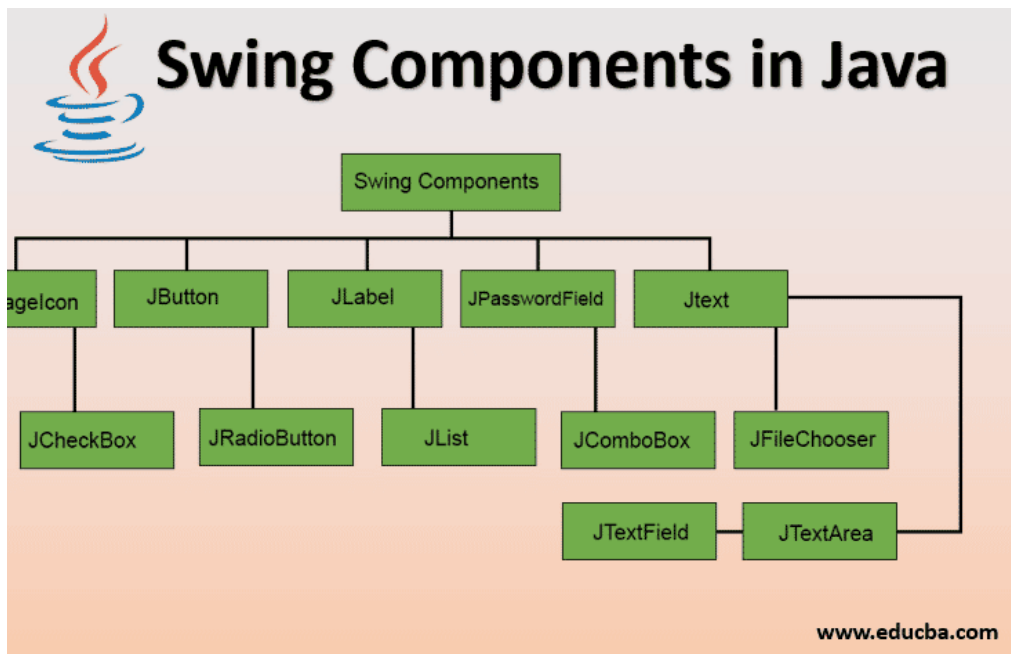 Swing Components in Java
Swing Components
ageIcon
JButton
JLabel
JPasswordField
Jtext
JCheckBox
JRadioButton
JList
JComboBox
JFileChooser
JTextField
JTextArea
www.educba.com